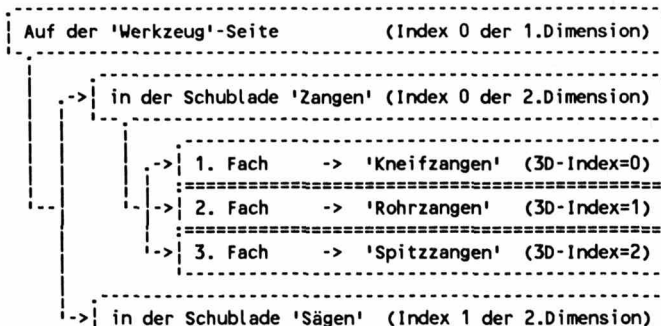 Auf der 'Werkzeug'-Seite (Index 0 der 1.Dimension)
-> in der Schublade 'Zangen' (Index 0 der 2.Dimension)
-> 1. Fach -> 'Kneifzangen' (3D-Index=0)
-> 2. Fach -> 'Rohrzangen' (3D-Index=1)
-> 3. Fach -> 'Spitzzangen' (3D-Index=2)
-> in der Schublade 'Sägen' (Index 1 der 2.Dimension)